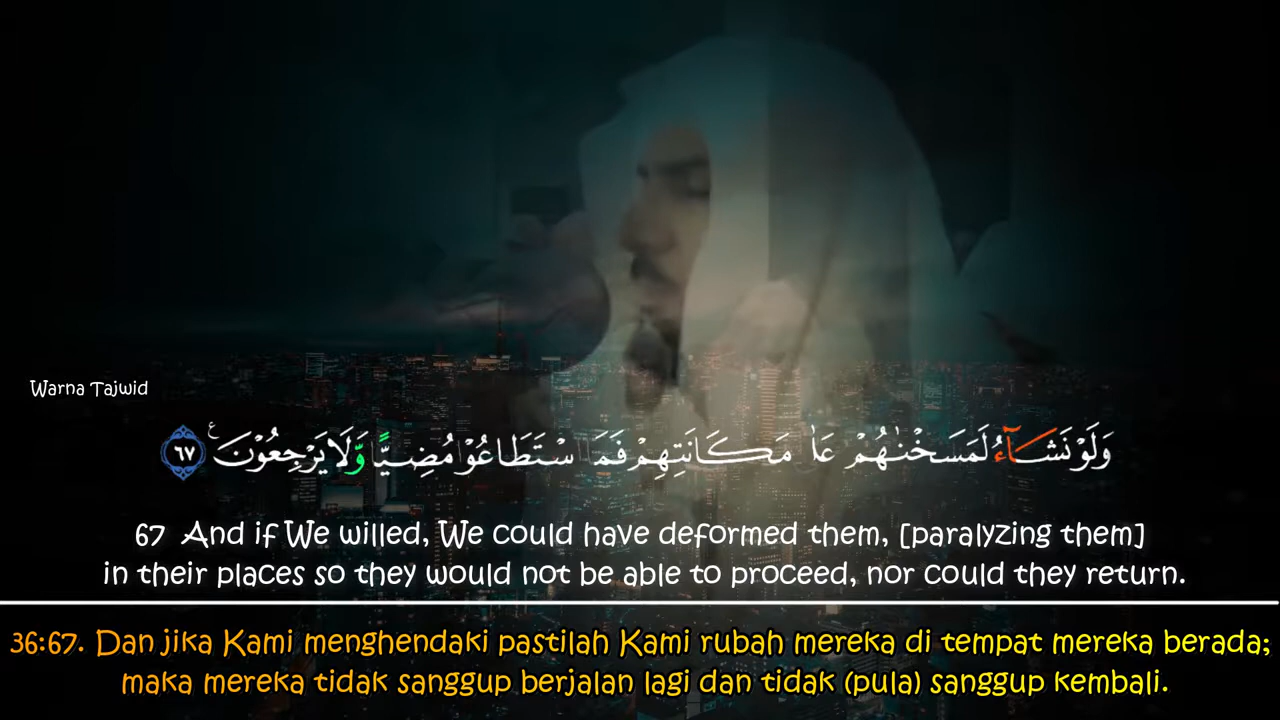 Warna Tajwid
وَلَوْ نَشَآءُ لَمَسَخْنٰهُمْ عَا مَكَانَتِهِمْ فَمَا سْتَطَاعُوْا مُضِيًّا وَّلَا يَرْجِعُوْنَ ࣖ ٦٧
67 And if We willed, We could have deformed them, [paralyzing them]
in their places so they would not be able to proceed, nor could they return.
36:67. Dan jika Kami menghendaki pastilah Kami rubah mereka di tempat mereka berada;
maka mereka tidak sanggup berjalan lagi dan tidak (pula) sanggup kembali.